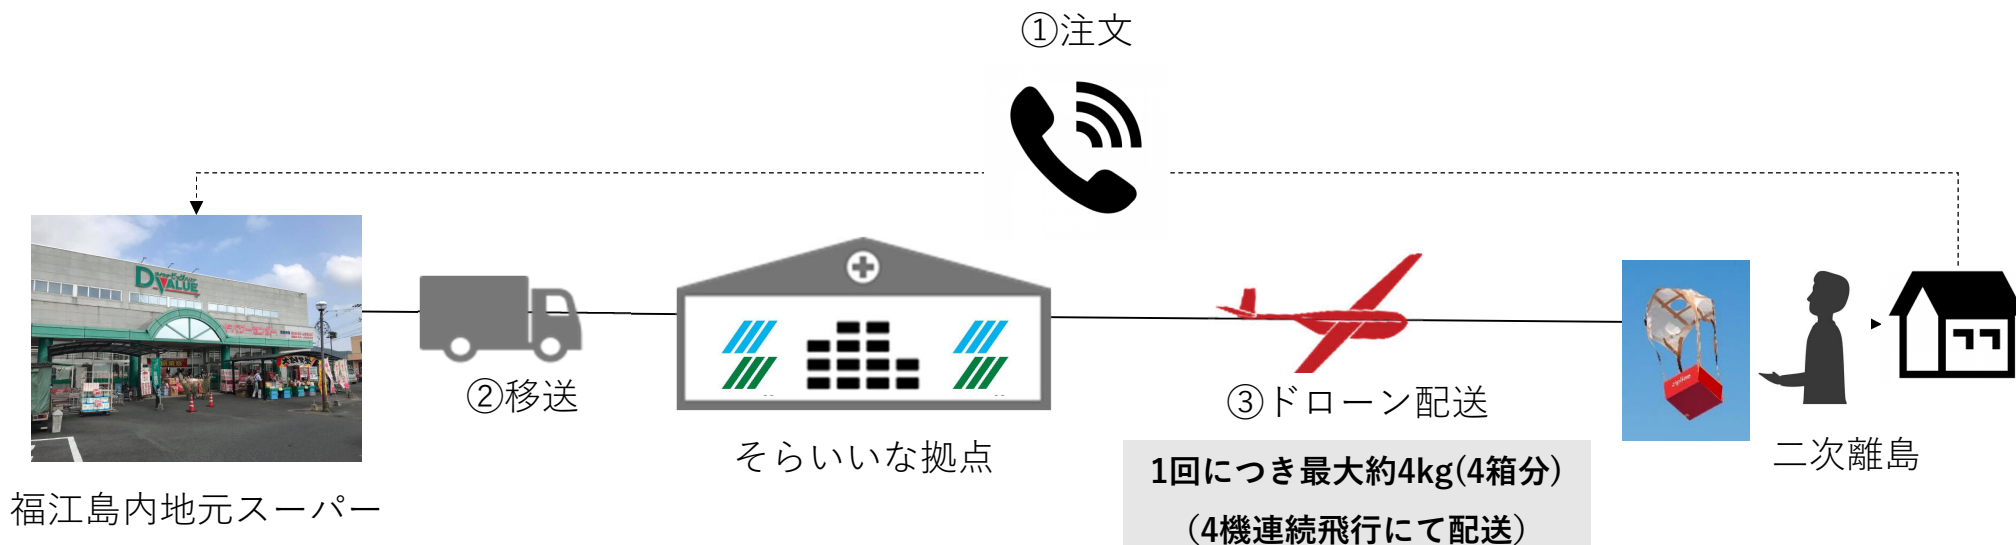 ①注文
D
VALUE
②移送
そらいいな拠点
③ドローン配送
1回につき最大約4kg(4箱分)
(4機連続飛行にて配送)
zipline
二次離島
福江島内地元スーパー